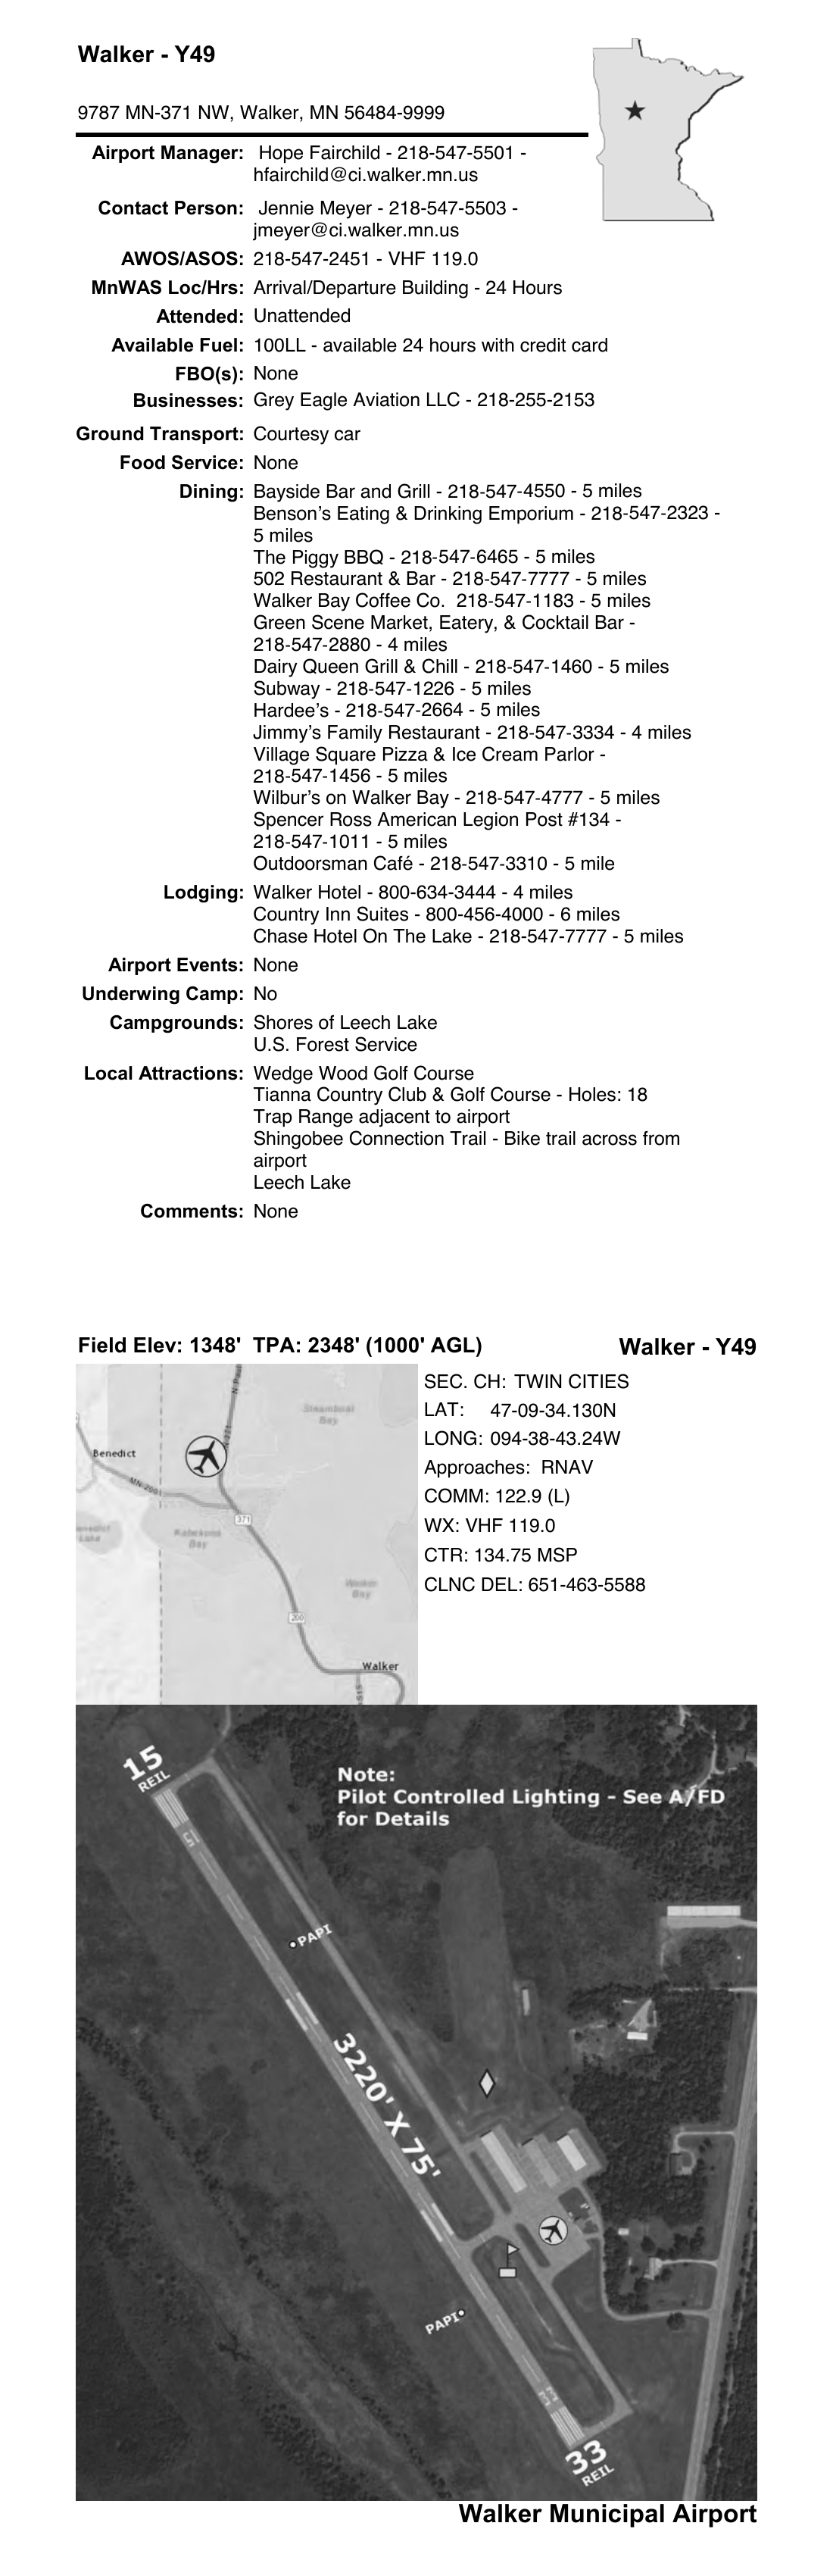 Walker - Y49
9787 MN-371 NW, Walker, MN 56484-9999
Airport Manager: Hope Fairchild - 218-547-5501 -
hfairchild@ci.walker.mn.us
Contact Person: Jennie Meyer - 218-547-5503 -
jmeyer@ci.walker.mn.us
AWOS/ASOS: 218-547-2451 - VHF 119.0
MnWAS Loc/Hrs: Arrival/Departure Building - 24 Hours
Attended: Unattended
Available Fuel: 100LL - available 24 hours with credit card
FBO(s): None
Businesses: Grey Eagle Aviation LLC - 218-255-2153
Ground Transport: Courtesy car
Food Service: None
Dining: Bayside Bar and Grill - 218-547-4550 - 5 miles
Benson’s Eating & Drinking Emporium - 218-547-2323 -
5 miles
The Piggy BBQ - 218-547-6465 - 5 miles
502 Restaurant & Bar - 218-547-7777 - 5 miles
Walker Bay Coffee Co.  218-547-1183 - 5 miles
Green Scene Market, Eatery, & Cocktail Bar -
218-547-2880 - 4 miles
Dairy Queen Grill & Chill - 218-547-1460 - 5 miles
Subway - 218-547-1226 - 5 miles
Hardee’s - 218-547-2664 - 5 miles
Jimmy’s Family Restaurant - 218-547-3334 - 4 miles
Village Square Pizza & Ice Cream Parlor -
218-547-1456 - 5 miles
Wilbur’s on Walker Bay - 218-547-4777 - 5 miles
Spencer Ross American Legion Post #134 -
218-547-1011 - 5 miles
Outdoorsman Café - 218-547-3310 - 5 mile
Lodging: Walker Hotel - 800-634-3444 - 4 miles
Country Inn Suites - 800-456-4000 - 6 miles
Chase Hotel On The Lake - 218-547-7777 - 5 miles
Airport Events: None
Underwing Camp: No
Campgrounds: Shores of Leech Lake
U.S. Forest Service
Local Attractions: Wedge Wood Golf Course
Tianna Country Club & Golf Course - Holes: 18
Trap Range adjacent to airport
Shingobee Connection Trail - Bike trail across from
airport
Leech Lake
Comments: None
Field Elev: 1348'  TPA: 2348' (1000' AGL)
Walker - Y49
Steamboat
Bay
Benedict
MN-200
371
Kabekona
Bay
Lake
Walker
Bay
200
Walker
SEC. CH: TWIN CITIES
LAT: 47-09-34.130N
LONG: 094-38-43.24W
Approaches: RNAV
COMM: 122.9 (L)
WX: VHF 119.0
CTR: 134.75 MSP
CLNC DEL: 651-463-5588
15
REIL
Note:
Pilot Controlled Lighting - See A/FD
for Details
PAPI
3220' X 75'
PAPI
33
33
REIL
Walker Municipal Airport